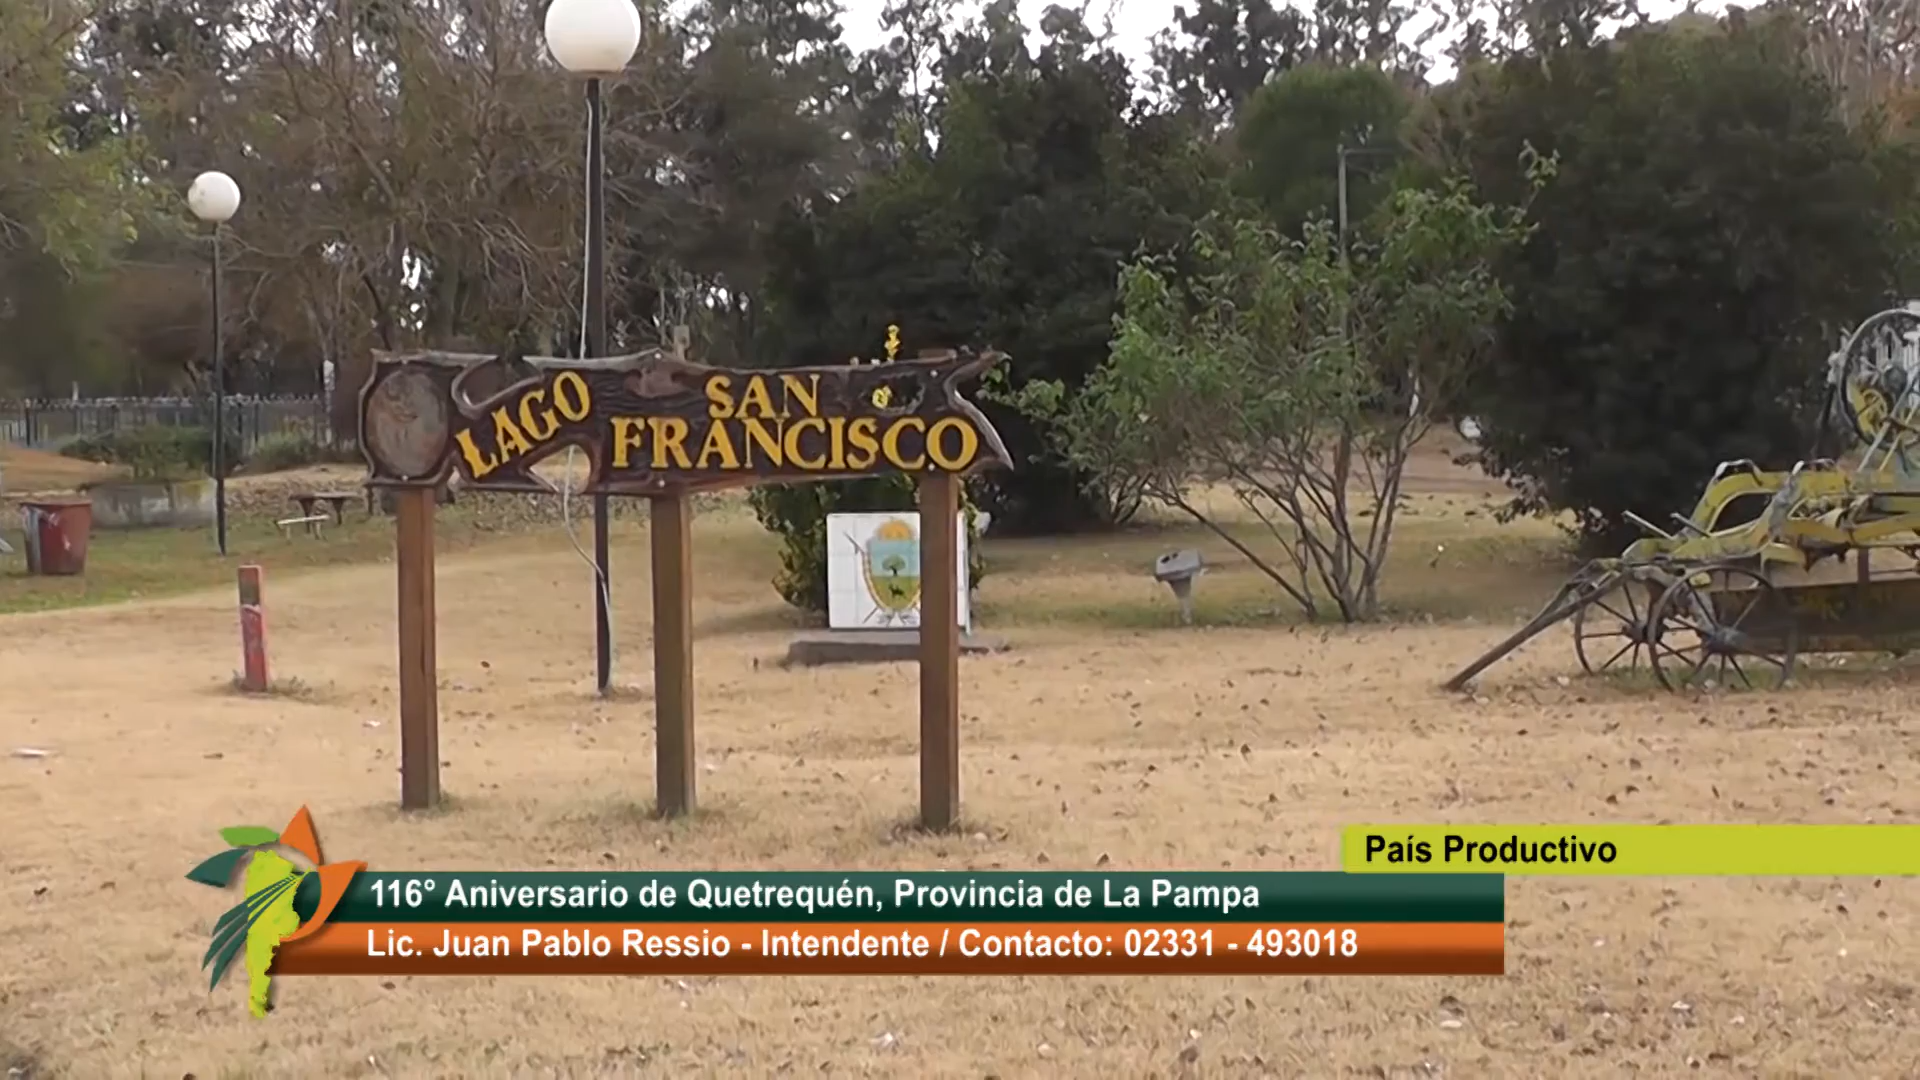 LAGO SAN
FRANCISCO
País Productivo
116° Aniversario de Quetrequén, Provincia de La Pampa
Lic. Juan Pablo Ressio - Intendente / Contacto: 02331 - 493018